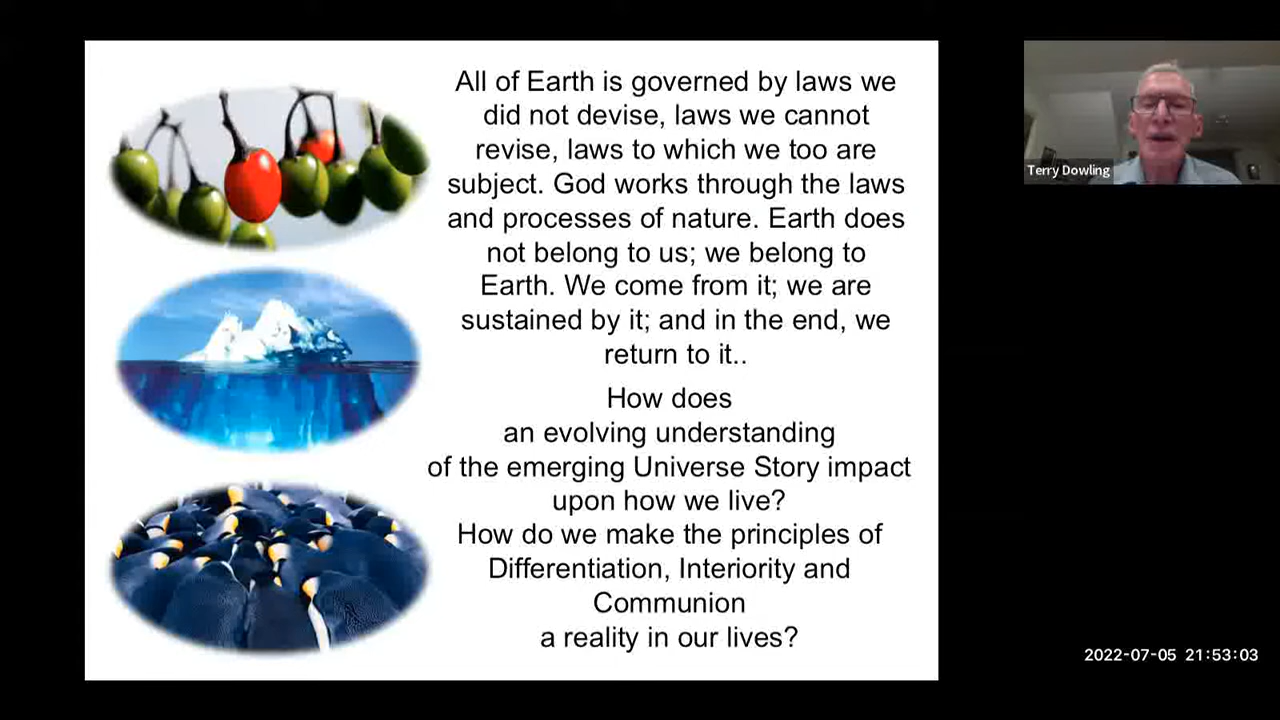 All of Earth is governed by laws we
did not devise, laws we cannot
revise, laws to which we too are
subject. God works through the laws
and processes of nature. Earth does
not belong to us; we belong to
Earth. We come from it; we are
sustained by it; and in the end, we
return to it..
How does
an evolving understanding
of the emerging Universe Story impact
upon how we live?
How do we make the principles of
Differentiation, Interiority and
Communion
a reality in our lives?
Terry Dowling
2022-07-05 21:53:03